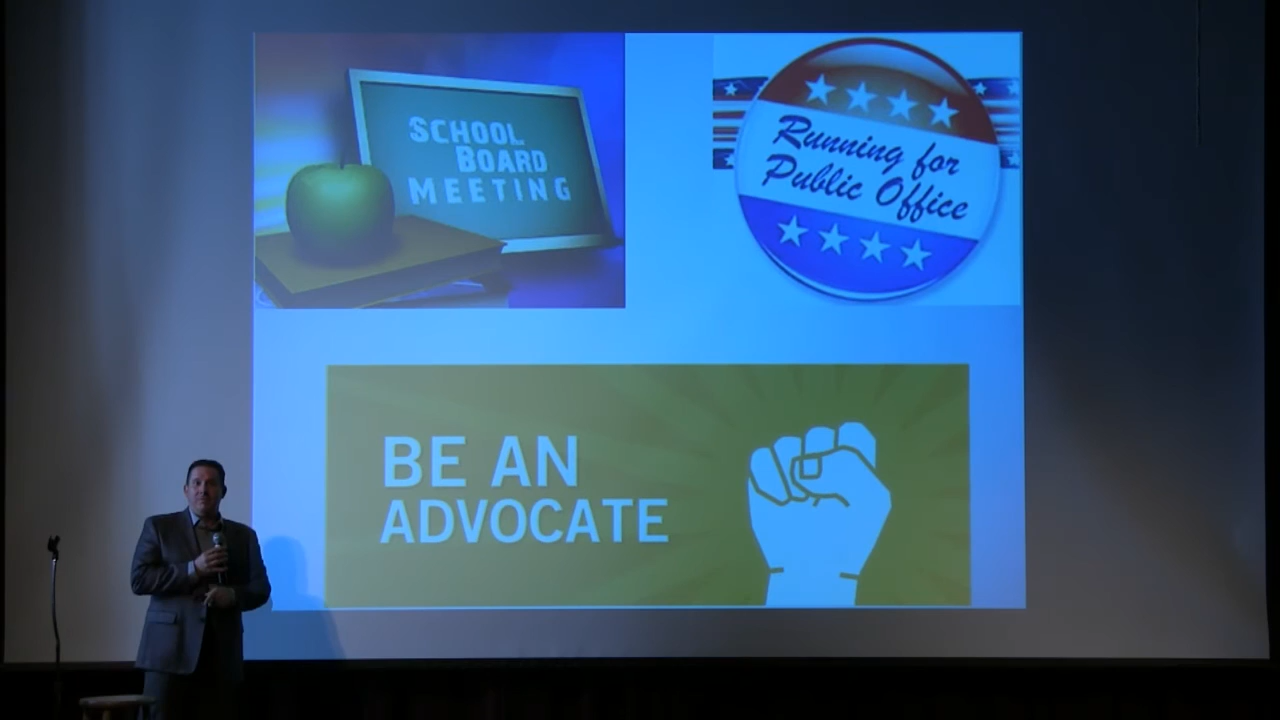 SCHOOL
BOARD
MEETING
Running for
Public Office
BE AN
ADVOCATE